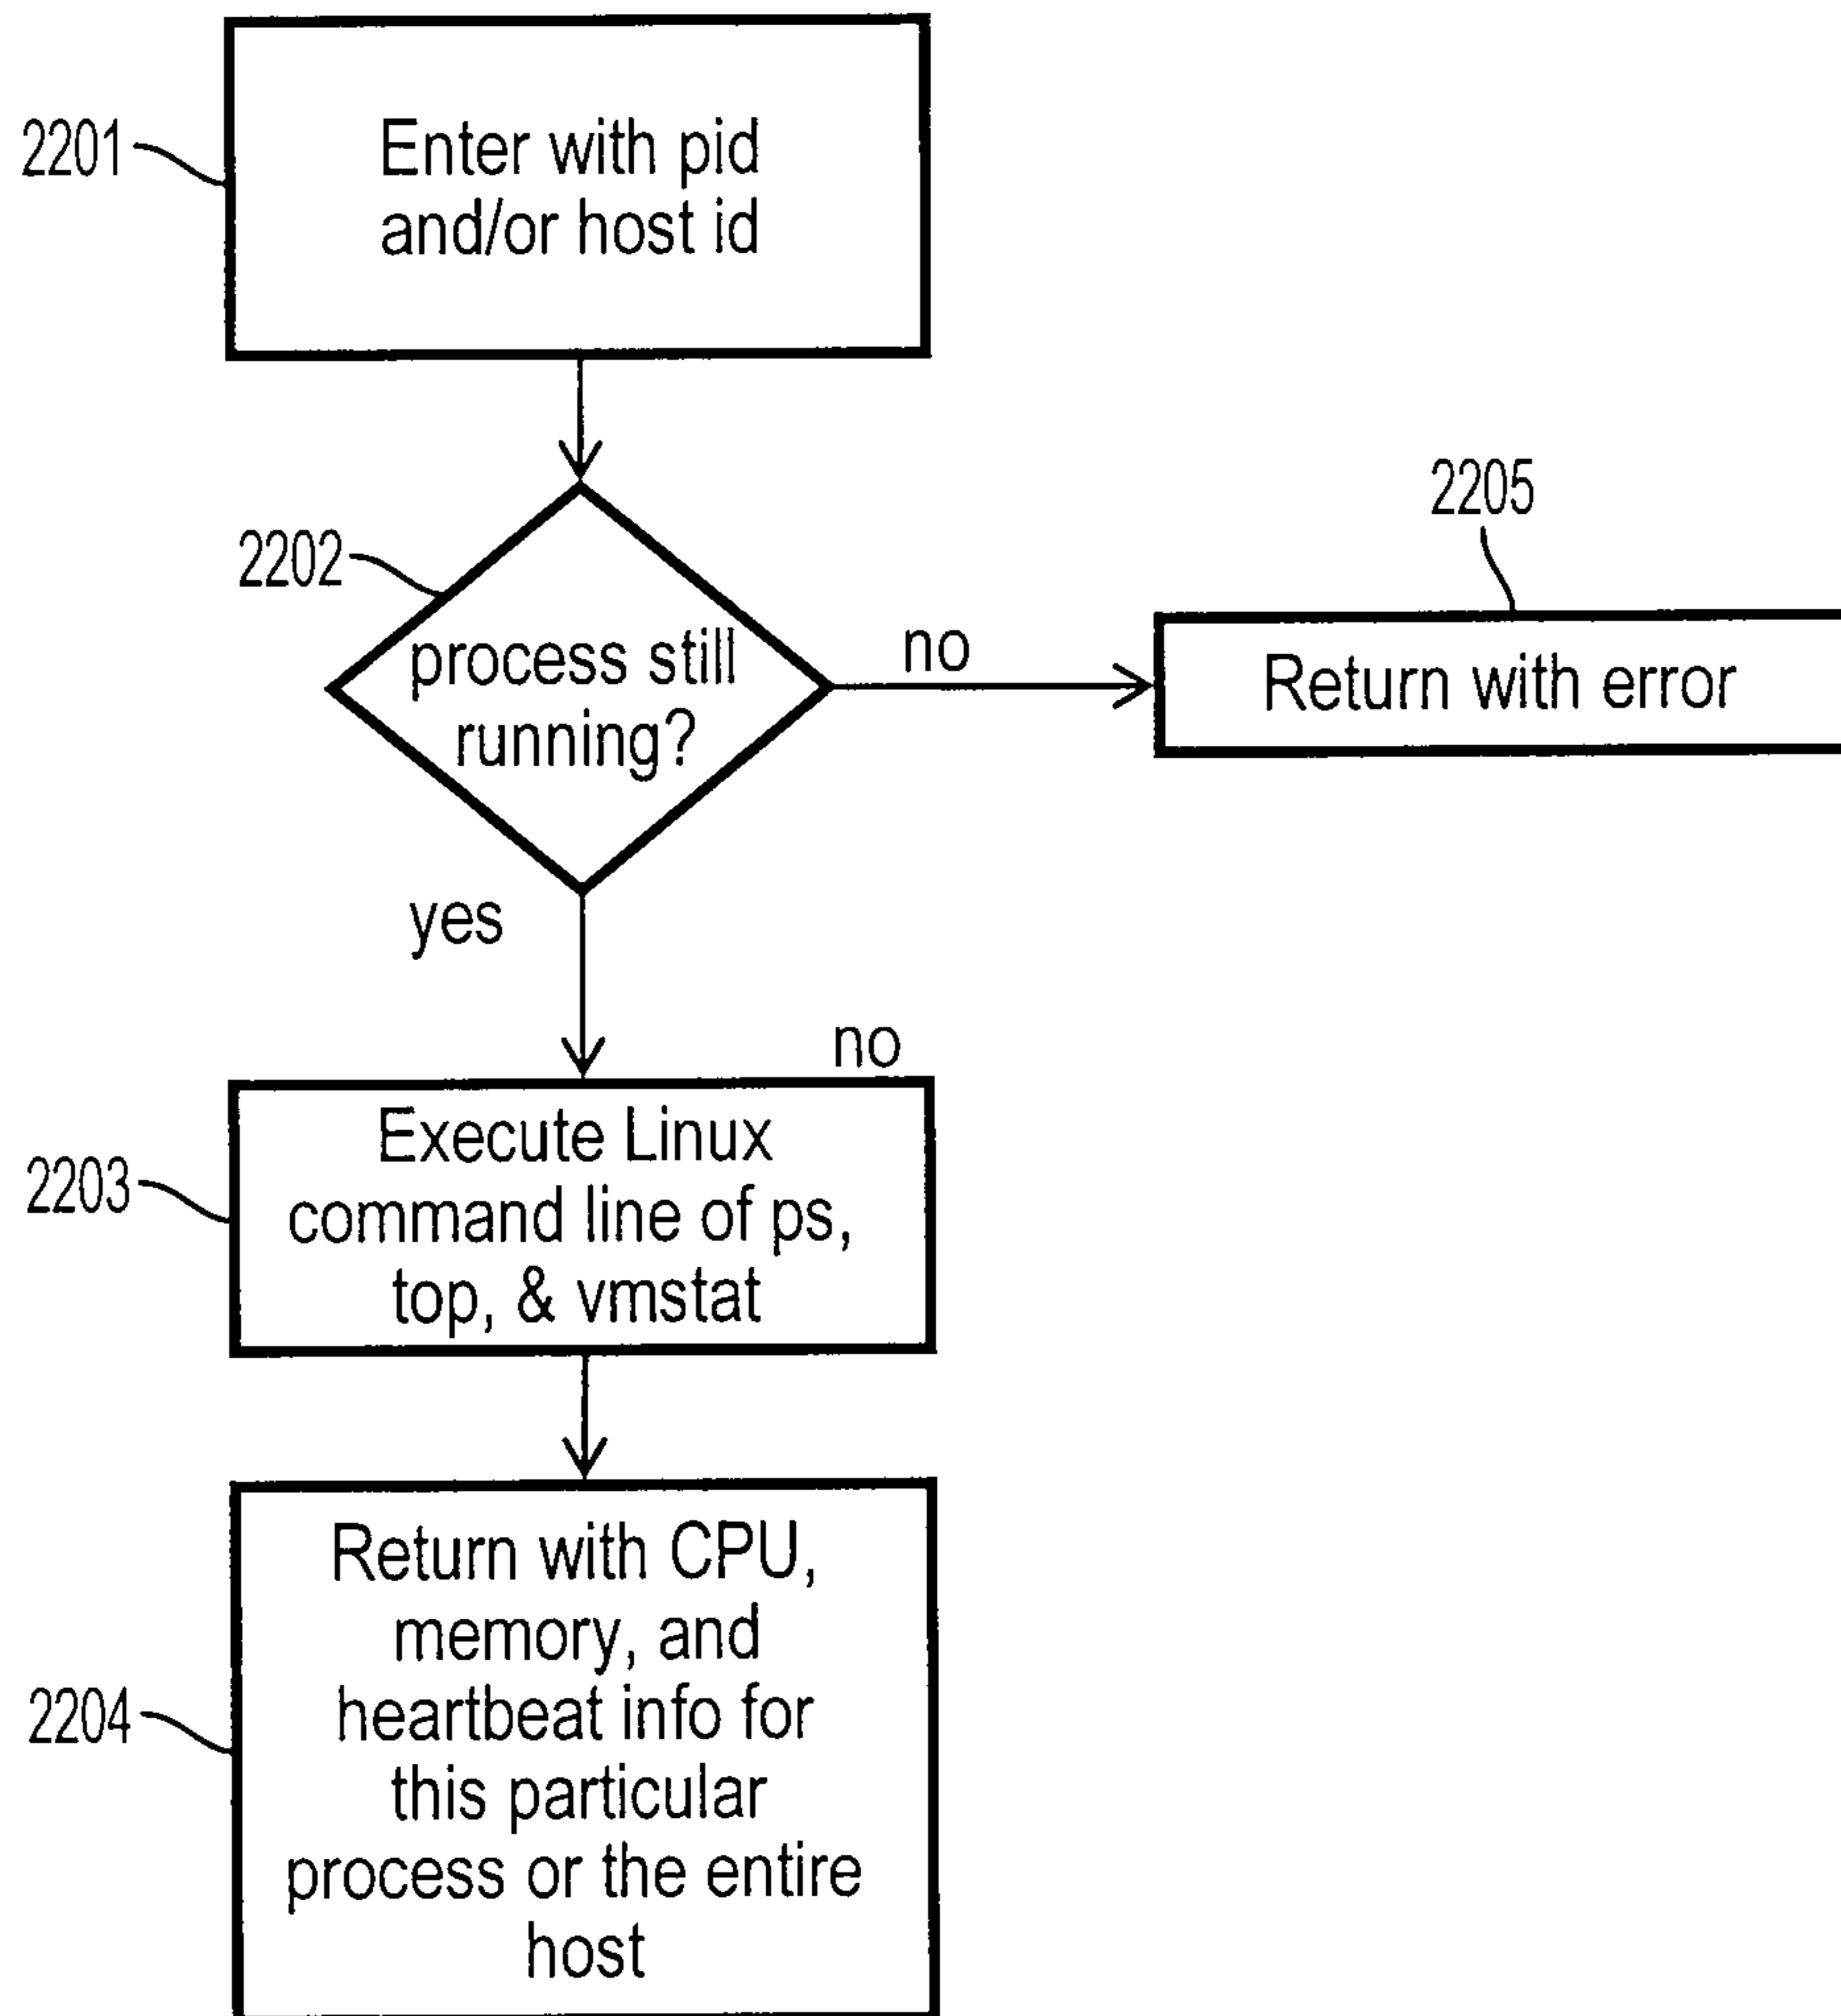 2201
Enter with pid
and/or host id
2202
process still
running?
no
2205
Return with error
yes
no
2203
Execute Linux
command line of ps,
top, & vmstat
2204
Return with CPU,
memory, and
heartbeat info for
this particular
process or the entire
host